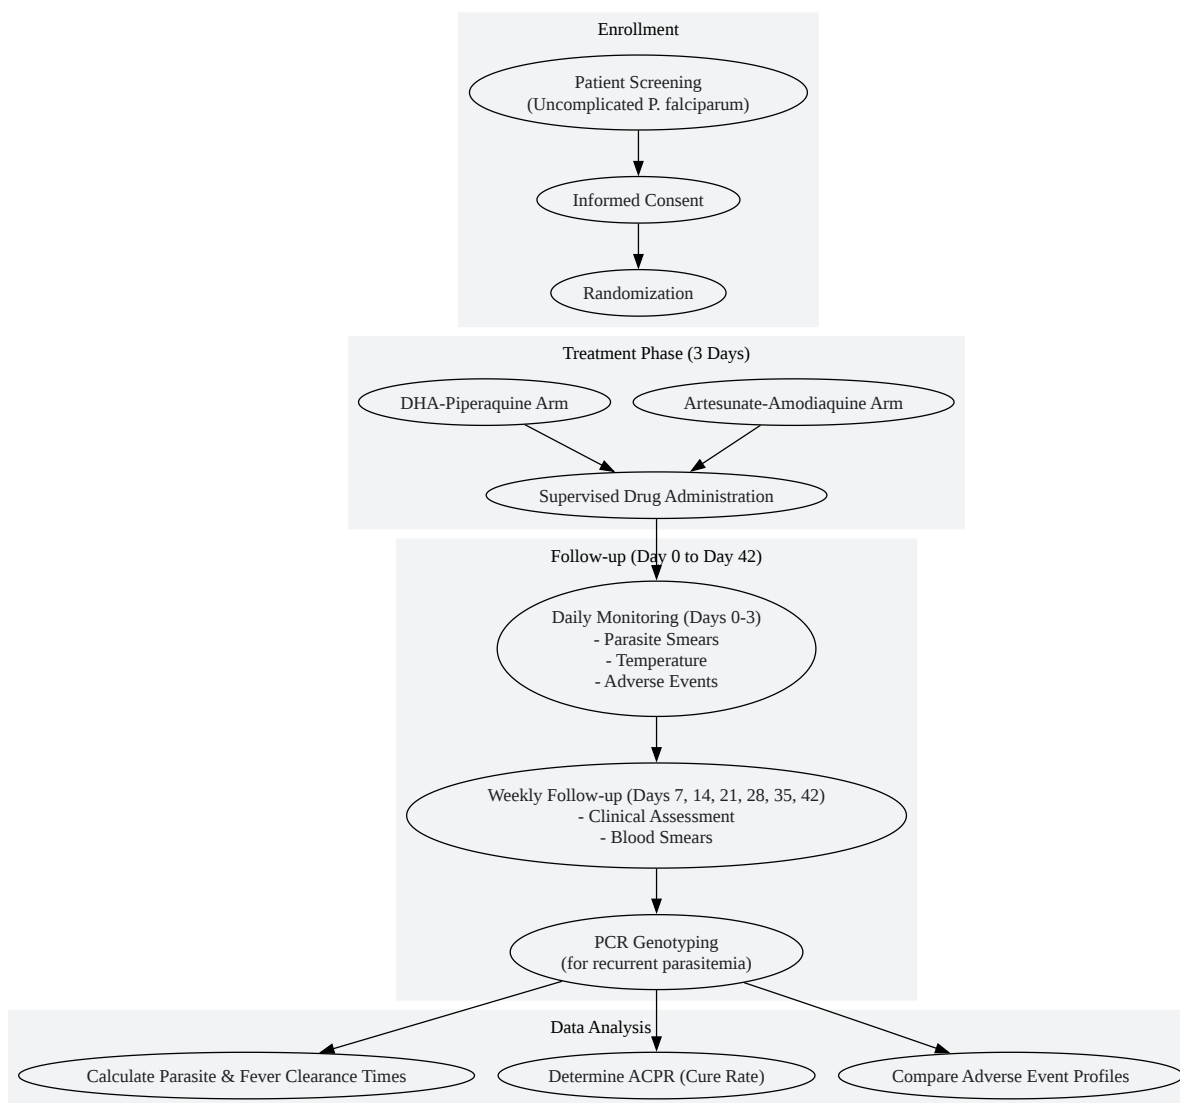 Enrollment
Patient Screening
(Uncomplicated P. falciparum)
Informed Consent
Randomization
Treatment Phase (3 Days)
DHA-Piperaquine Arm
Artesunate-Amodiaquine Arm
Supervised Drug Administration
Follow-up (Day 0 to Day 42)
Daily Monitoring (Days 0-3)
- Parasite Smears
- Temperature
- Adverse Events
Weekly Follow-up (Days 7, 14, 21, 28, 35, 42)
- Clinical Assessment
- Blood Smears
PCR Genotyping
(for recurrent parasitemia)
Data Analysis
Calculate Parasite & Fever Clearance Times
Determine ACPR (Cure Rate)
Compare Adverse Event Profiles